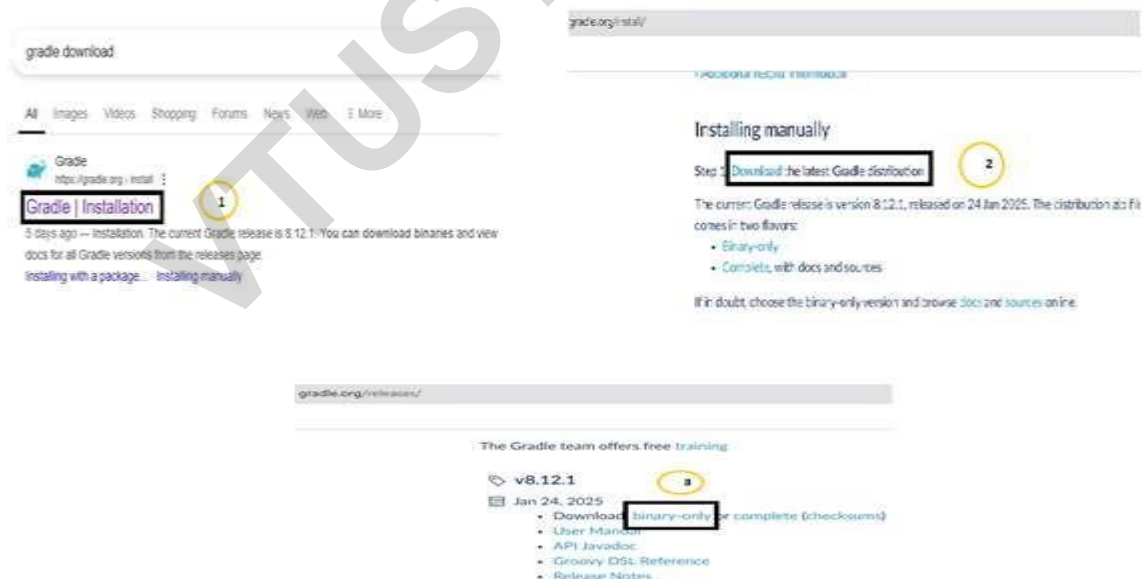 gradle download
All Images Videos Shopping Forums News Web ⋮ More
Gradle
https://gradle.org › install ⋮
Gradle | Installation
1
5 days ago — Installation. The current Gradle release is 8.12.1. You can download binaries and view
docs for all Gradle versions from the releases page.
Installing with a package... Installing manually
VTUS
gradle.org/install/
› Additional helpful information
Installing manually
Step 1. Download the latest Gradle distribution
2
The current Gradle release is version 8.12.1, released on 24 Jan 2025. The distribution zip
comes in two flavors:
• Binary-only
• Complete, with docs and sources
If in doubt, choose the binary-only version and browse docs and sources online.
gradle.org/releases/
The Gradle team offers free training
v8.12.1
3
Jan 24, 2025
• Download: binary-only or complete (checksums)
• User Manual
• API Javadoc
• Groovy DSL Reference
• Release Notes